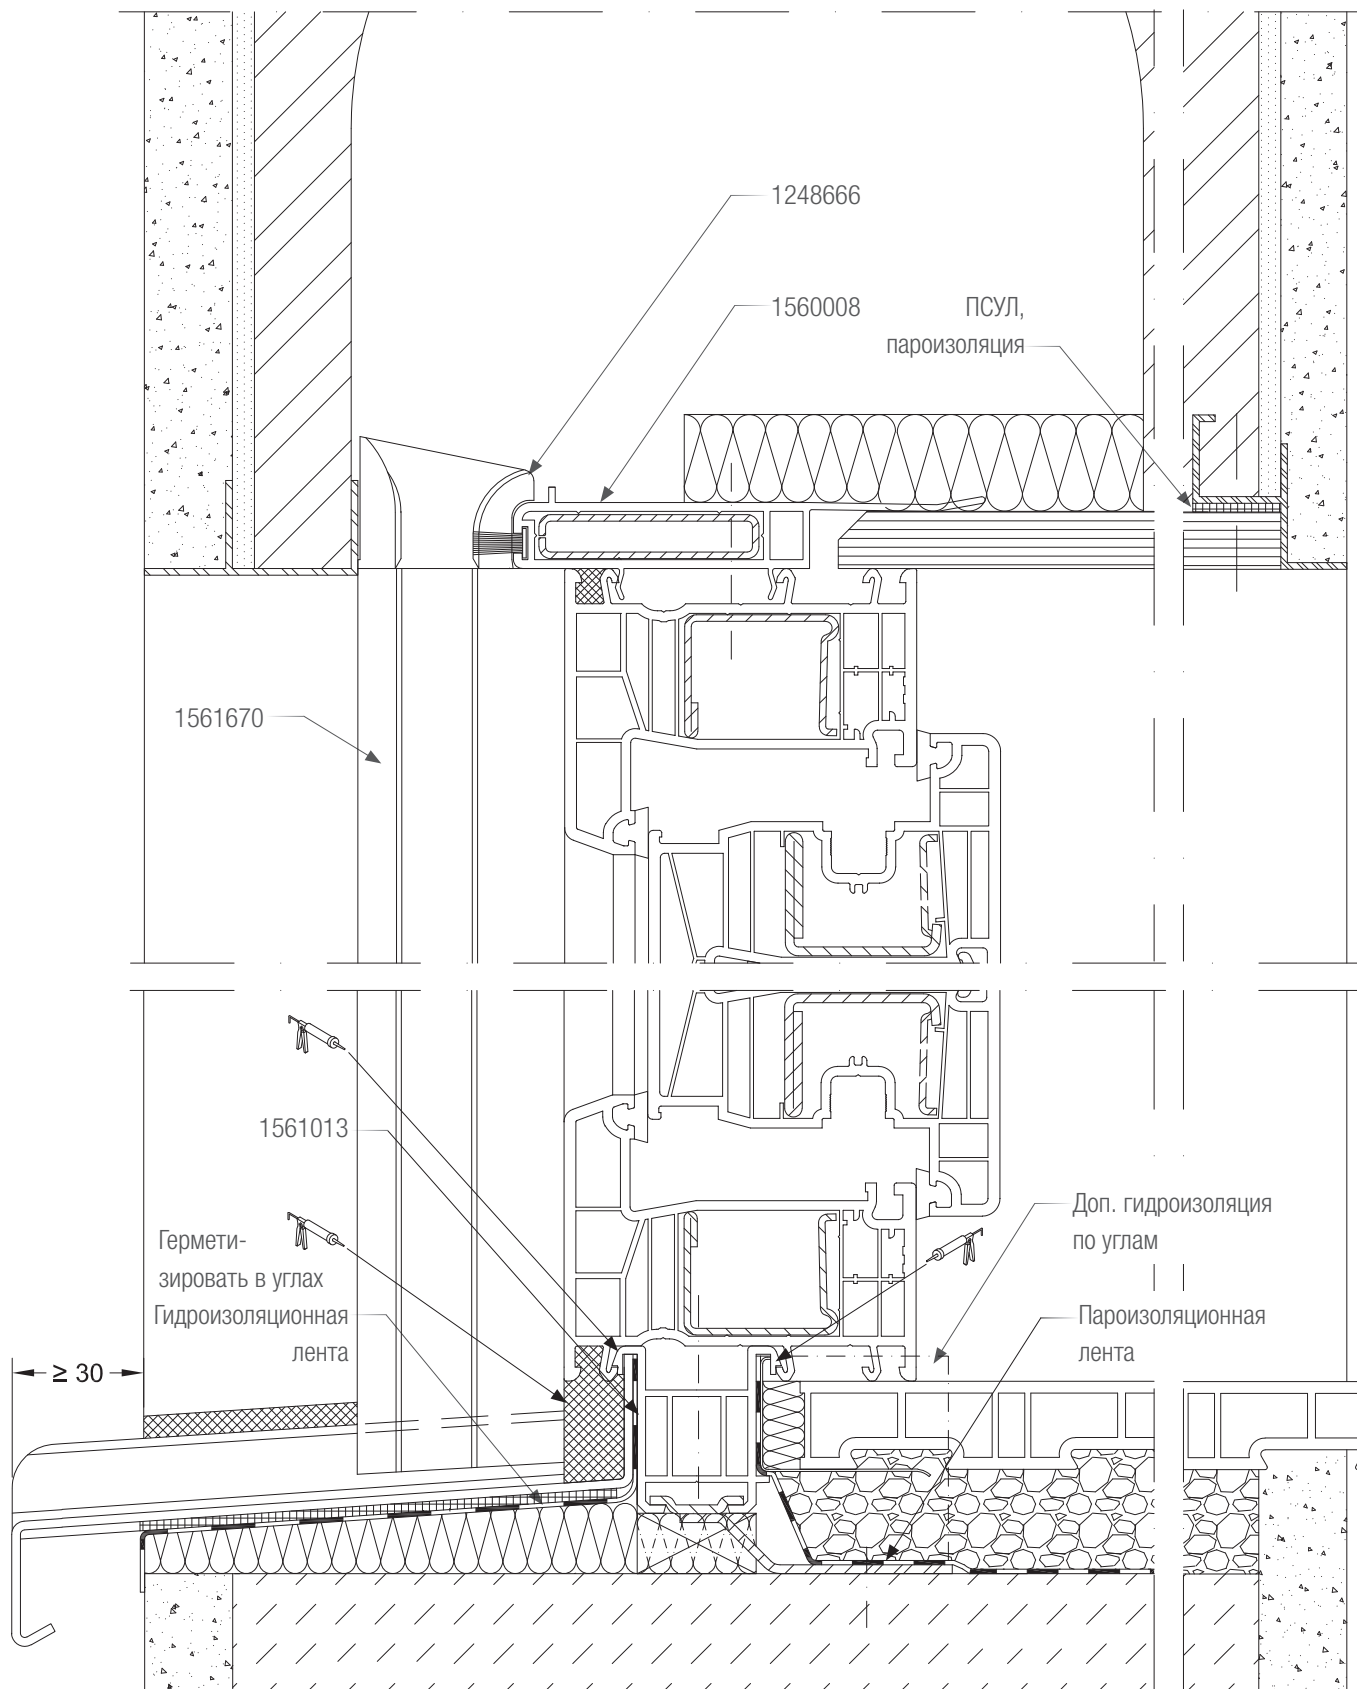 1248666
1560008
ПСУЛ,
пароизоляция
1561670
1561013
Гермети-
зировать в углах
Гидроизоляционная
лента
Доп. гидроизоляция
по углам
Пароизоляционная
лента
≥ 30